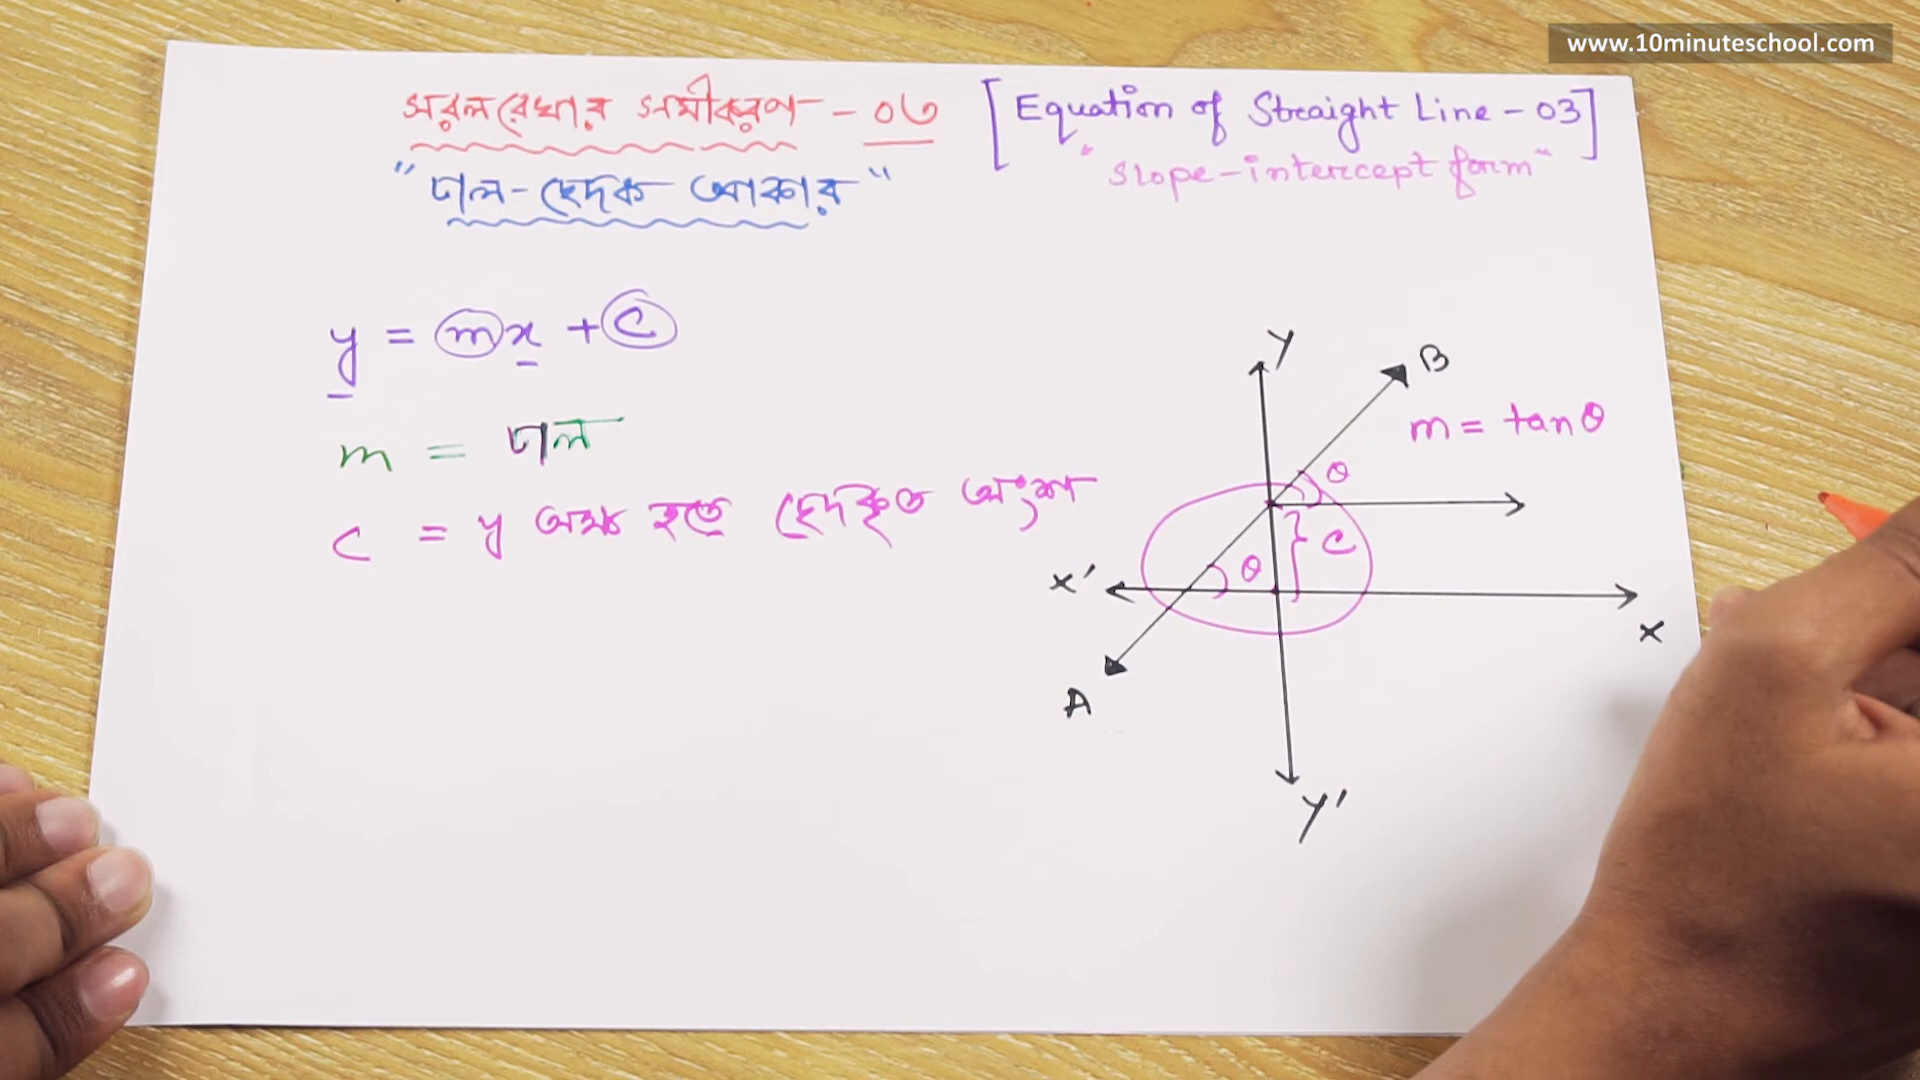 www.10minuteschool.com
সরলরেখার সমীকরণ - ০৩ [Equation of Straight Line - 03]
"ঢাল-ছেদক আকার" "Slope-intercept form"
y = mx + c
m = ঢাল
c = y অক্ষ হতে ছেদকৃত অংশ
Y
B
m = tanθ
θ
c
θ
X'
X
A
Y'